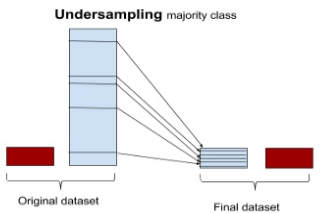 Undersampling majority class
Original dataset
Final dataset